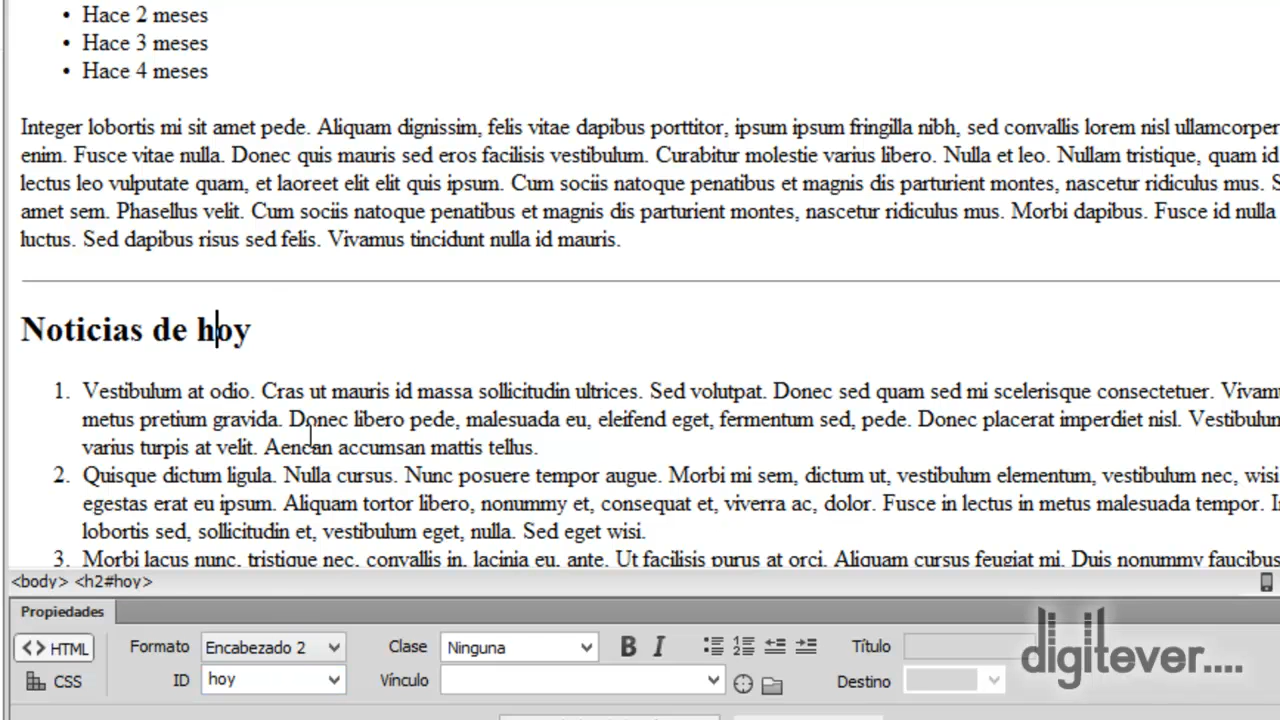 • Hace 2 meses
• Hace 3 meses
• Hace 4 meses
Integer lobortis mi sit amet pede. Aliquam dignissim, felis vitae dapibus porttitor, ipsum ipsum fringilla nibh, sed convallis lorem nisl ullamcorper
enim. Fusce vitae nulla. Donec quis mauris sed eros facilisis vestibulum. Curabitur molestie varius libero. Nulla et leo. Nullam tristique, quam id
lectus leo vulputate quam, et laoreet elit elit quis ipsum. Cum sociis natoque penatibus et magnis dis parturient montes, nascetur ridiculus mus. S
amet sem. Phasellus velit. Cum sociis natoque penatibus et magnis dis parturient montes, nascetur ridiculus mus. Morbi dapibus. Fusce id nulla
luctus. Sed dapibus risus sed felis. Vivamus tincidunt nulla id mauris.
Noticias de hoy
1. Vestibulum at odio. Cras ut mauris id massa sollicitudin ultrices. Sed volutpat. Donec sed quam sed mi scelerisque consectetuer. Vivamu
metus pretium gravida. Donec libero pede, malesuada eu, eleifend eget, fermentum sed, pede. Donec placerat imperdiet nisl. Vestibulum
varius turpis at velit. Aenean accumsan mattis tellus.
2. Quisque dictum ligula. Nulla cursus. Nunc posuere tempor augue. Morbi mi sem, dictum ut, vestibulum elementum, vestibulum nec, wisi
egestas erat eu ipsum. Aliquam tortor libero, nonummy et, consequat et, viverra ac, dolor. Fusce in lectus in metus malesuada tempor. I
lobortis sed, sollicitudin et, vestibulum eget, nulla. Sed eget wisi.
3. Morbi lacus nunc, tristique nec, convallis in, lacinia eu, ante. Ut facilisis purus at orci. Aliquam cursus feugiat mi. Duis nonummy faucibus
<body> <h2#hoy>
Propiedades
<> HTML Formato Encabezado 2 Clase Ninguna B I Título
CSS ID hoy Vínculo Destino
digitever....